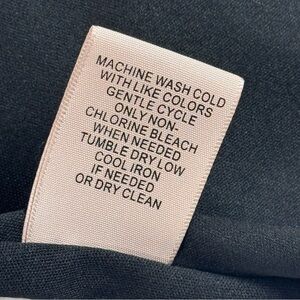 MACHINE WASH COLD
WITH LIKE COLORS
GENTLE CYCLE
ONLY NON-
CHLORINE BLEACH
WHEN NEEDED
TUMBLE DRY LOW
COOL IRON
IF NEEDED
OR DRY CLEAN